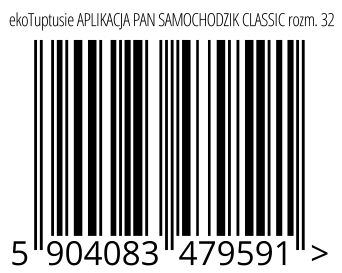 ekoTuptusie APLIKACJA PAN SAMOCHODZIK CLASSIC rozm. 32
5 904083 479591 >